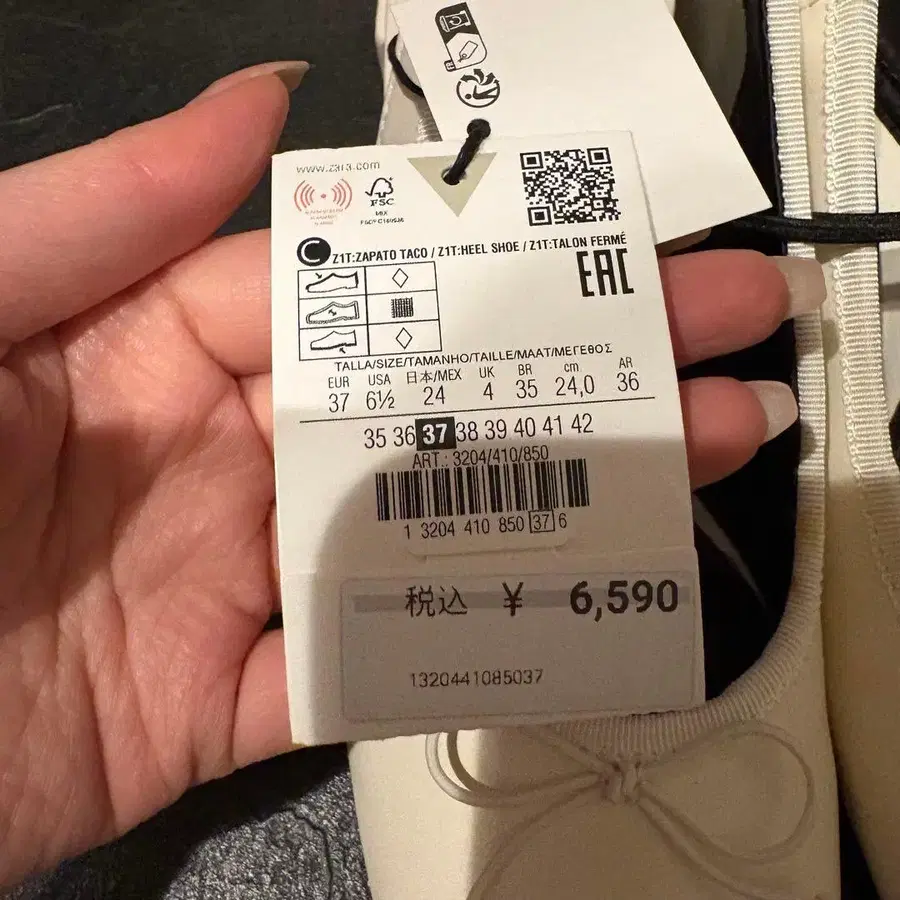 www.zara.com
FSC
MIX
Z1T:ZAPATO TACO / Z1T:HEEL SHOE / Z1T:TALON FERMÉ
EAC
TALLA/SIZE/TAMANHO/TAILLE/MAAT/ΜΕΓΕΘΟΣ
EUR USA 日本/MEX UK BR cm AR
37 6½ 24 4 35 24,0 36
35 36 37 38 39 40 41 42
ART.: 3204/410/850
1 3204 410 850 37 6
税込 ¥ 6,590
1320441085037